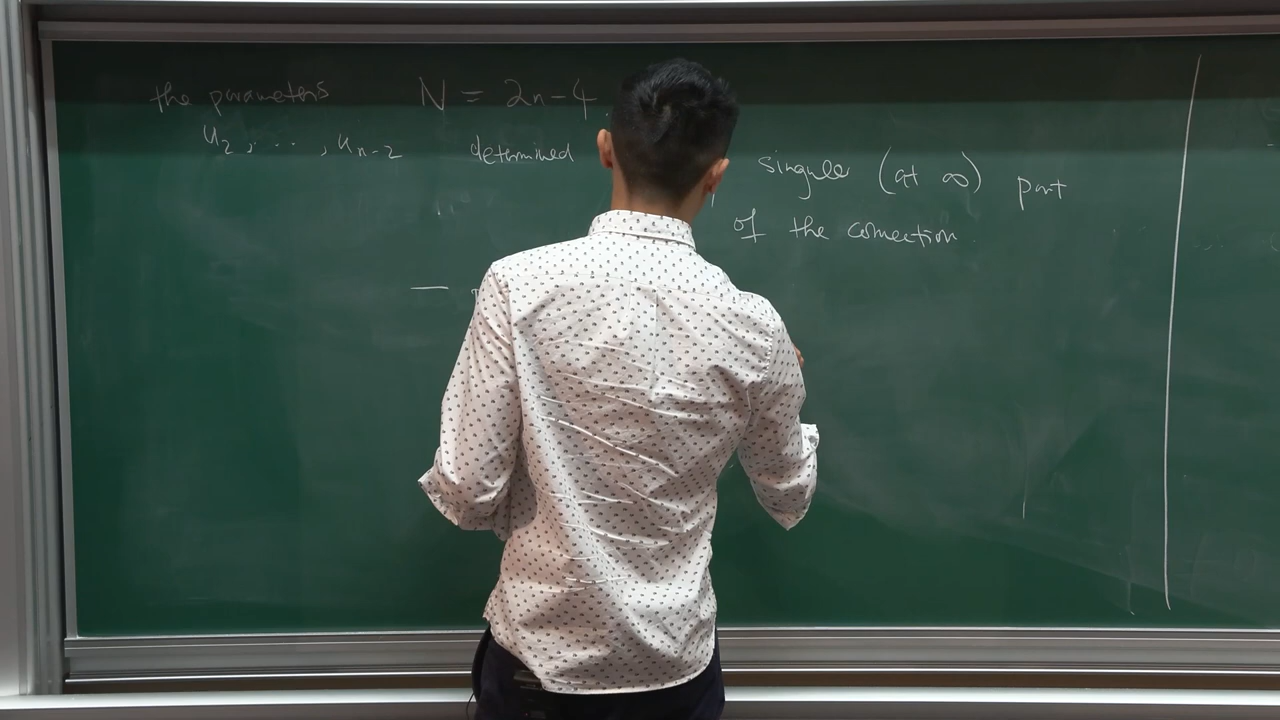 the parameters N = 2n-4
u₂, ..., uₙ₋₂ determined
singular (at ∞) part
of the connection